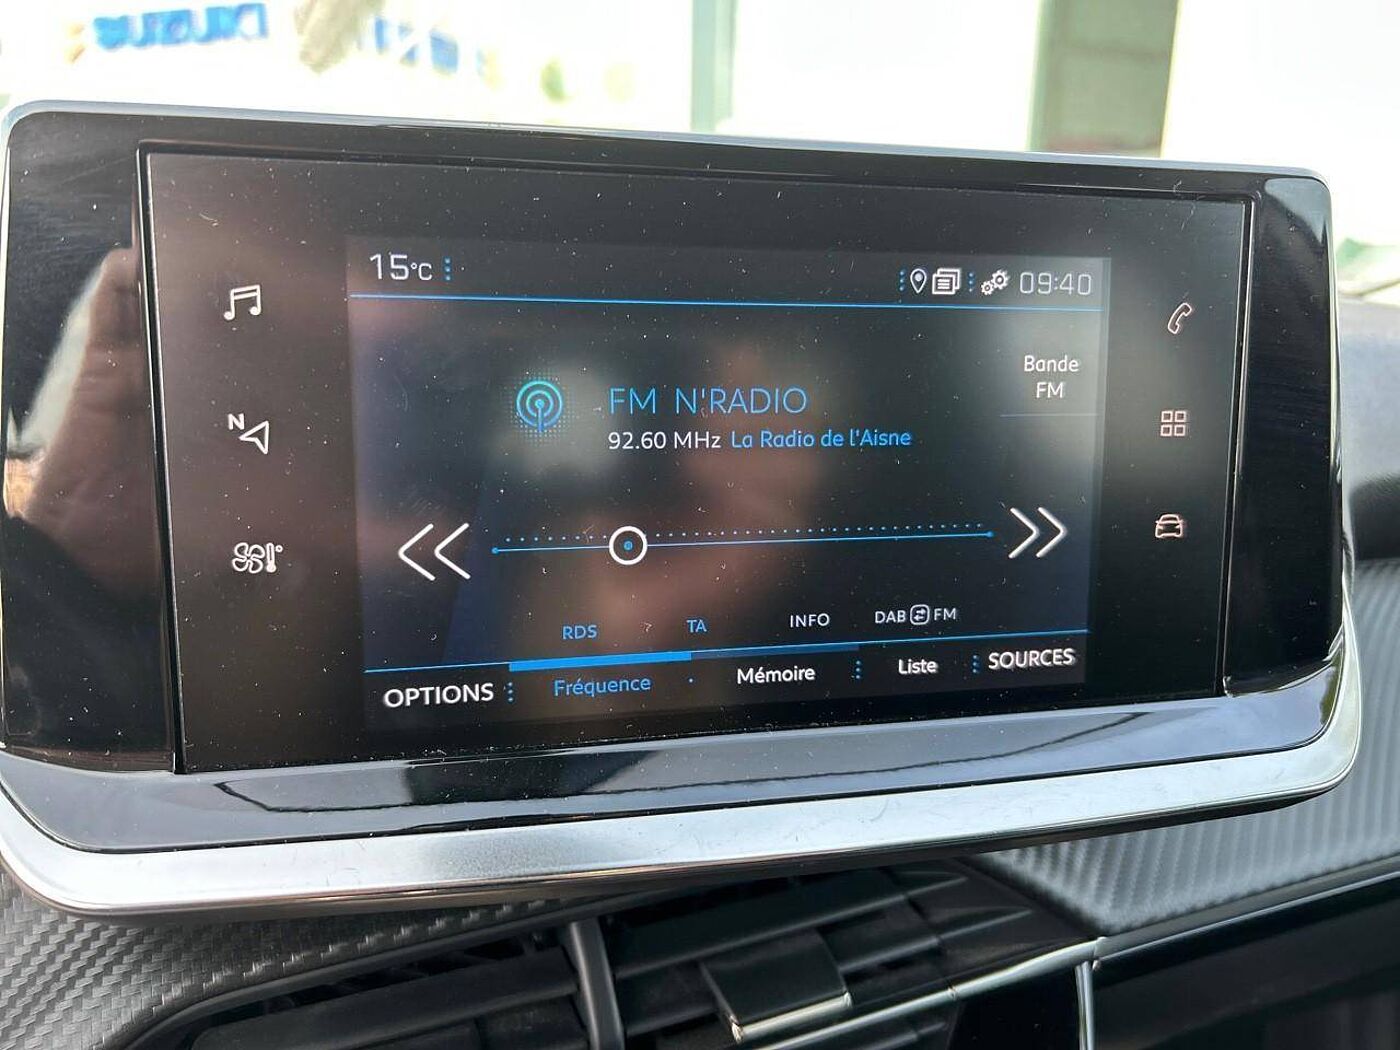 15°C
09:40
Bande
FM
FM N'RADIO
92.60 MHz La Radio de l'Aisne
N
RDS TA INFO DAB FM
OPTIONS Fréquence Mémoire Liste SOURCES